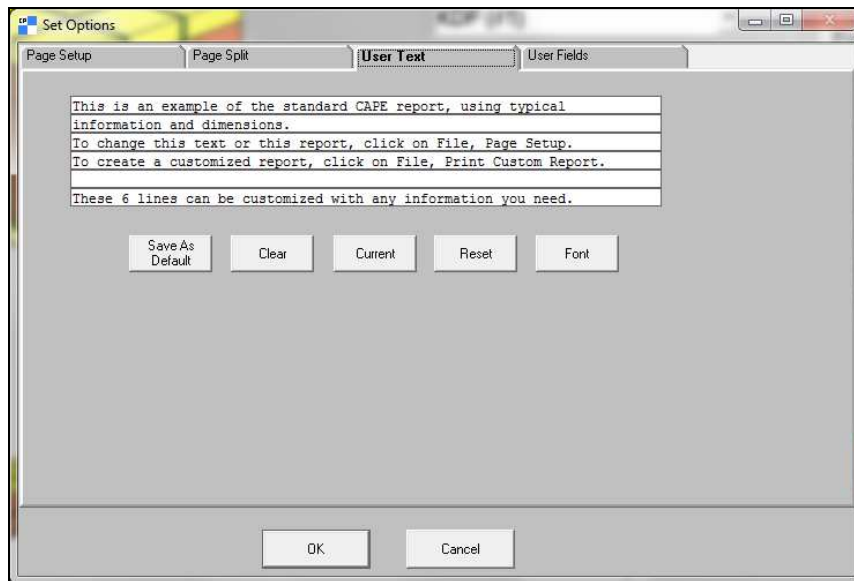 CP
Set Options
Page Setup
Page Split
User Text
User Fields
This is an example of the standard CAPE report, using typical
information and dimensions.
To change this text or this report, click on File, Page Setup.
To create a customized report, click on File, Print Custom Report.
These 6 lines can be customized with any information you need.
Save As
Default
Clear
Current
Reset
Font
OK
Cancel